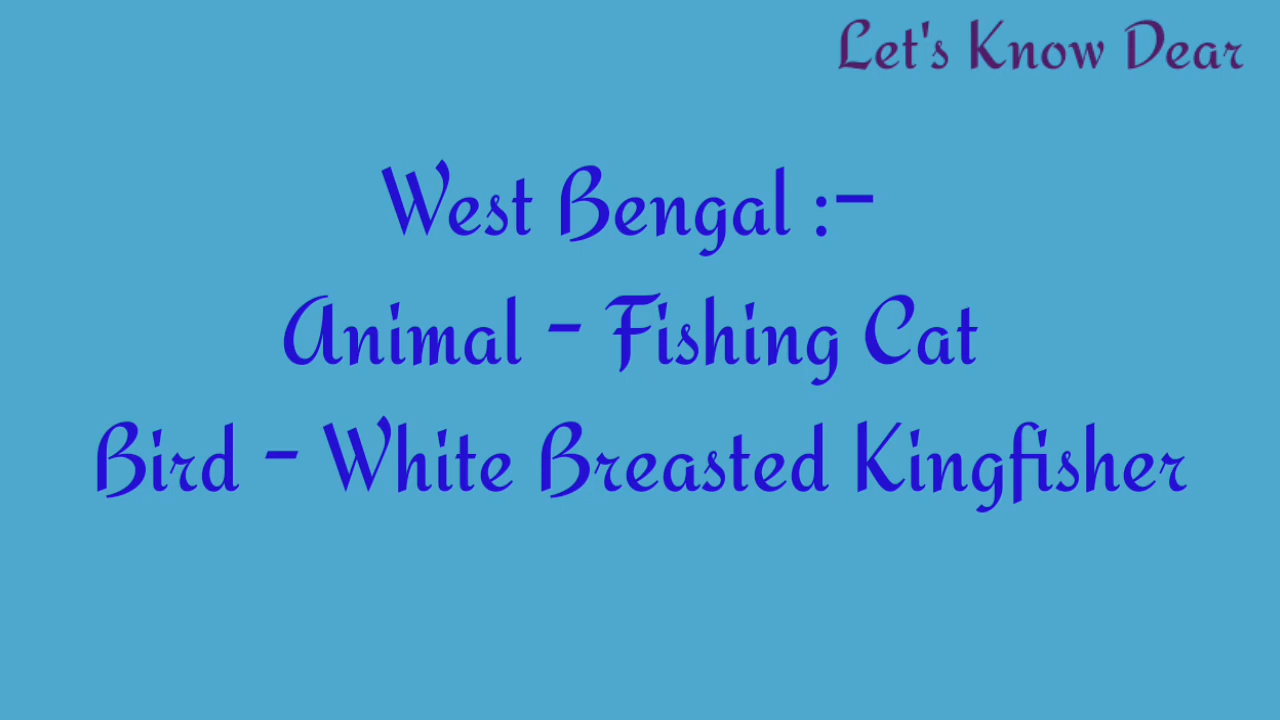 Let's Know Dear
West Bengal :-
Animal - Fishing Cat
Bird - White Breasted Kingfisher